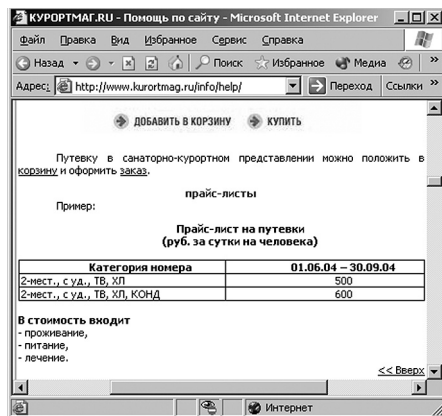 КУРОРТМАГ.RU - Помощь по сайту - Microsoft Internet Explorer
Файл Правка Вид Избранное Сервис Справка
Назад Поиск Избранное Медиа
Адрес: http://www.kurortmag.ru/info/help/ Переход Ссылки »
ДОБАВИТЬ В КОРЗИНУ КУПИТЬ
Путевку в санаторно-курортном представлении можно положить в
корзину и оформить заказ.
прайс-листы
Пример:
Прайс-лист на путевки
(руб. за сутки на человека)
Категория номера 01.06.04 – 30.09.04
2-мест., с уд., ТВ, ХЛ 500
2-мест., с уд., ТВ, ХЛ, КОНД 600
В стоимость входит
- проживание,
- питание,
- лечение.
<< Вверх
Интернет